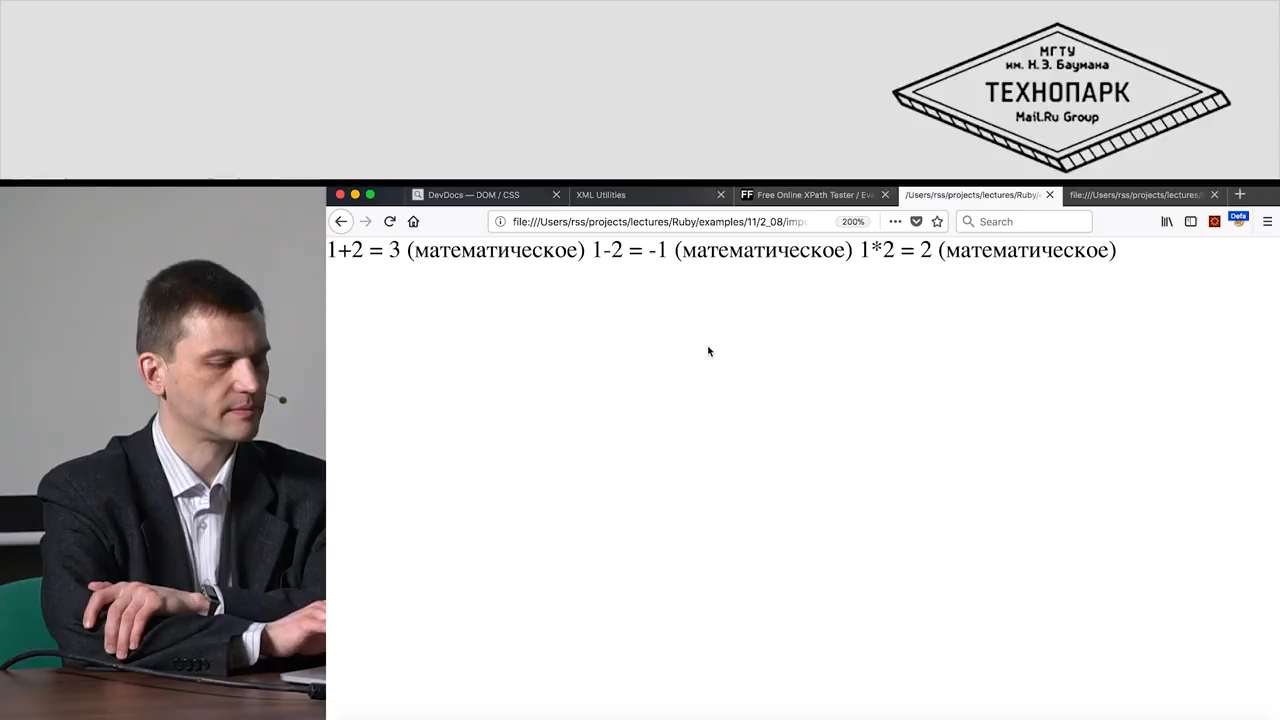 МГТУ
им. Н.Э. Баумана
ТЕХНОПАРК
Mail.Ru Group
DevDocs — DOM / CSS
XML Utilities
Free Online XPath Tester / Eva
/Users/rss/projects/lectures/Ruby/
file:///Users/rss/projects/lectures/
file:///Users/rss/projects/lectures/Ruby/examples/11/2_08/impo
200%
Search
Defa
1+2 = 3 (математическое) 1-2 = -1 (математическое) 1*2 = 2 (математическое)